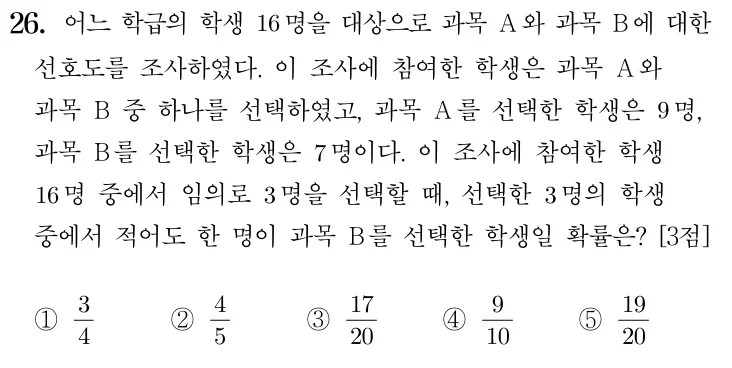 26. 어느 학급의 학생 16명을 대상으로 과목 A와 과목 B에 대한
선호도를 조사하였다. 이 조사에 참여한 학생은 과목 A와
과목 B 중 하나를 선택하였고, 과목 A를 선택한 학생은 9명,
과목 B를 선택한 학생은 7명이다. 이 조사에 참여한 학생
16명 중에서 임의로 3명을 선택할 때, 선택한 3명의 학생
중에서 적어도 한 명이 과목 B를 선택한 학생일 확률은? [3점]
① 3/4 ② 4/5 ③ 17/20 ④ 9/10 ⑤ 19/20